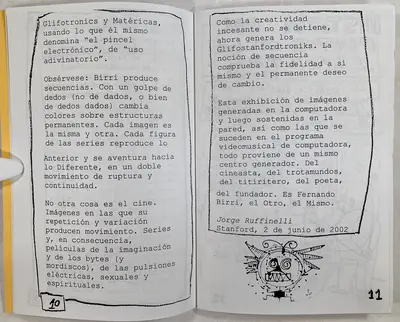 Glifotronics y Matéricas,
usando lo que él mismo
denomina "el pincel
electrónico", de "uso
adivinatorio".
Obsérvese: Birri produce
secuencias. Con un golpe de
dedos (no de dados, o bien
de dedos dados) cambia
colores sobre estructuras
permanentes. Cada imagen es
la misma y otra. Cada figura
de las series reproduce lo
Anterior y se aventura hacia
lo Diferente, en un doble
movimiento de ruptura y
continuidad.
No otra cosa es el cine.
Imágenes en las que su
repetición y variación
producen movimiento. Series
y, en consecuencia,
películas de la imaginación
y de los bytes (y
mordiscos), de las pulsiones
eléctricas, sexuales y
espirituales.
10
Como la creatividad
incesante no se detiene,
ahora genera los
Glifostanfordtroniks. La
noción de secuencia
comprueba la fidelidad a si
mismo y el permanente deseo
de cambio.
Esta exhibición de imágenes
generadas en la computadora
y luego sostenidas en la
pared, así como las que se
suceden en el programa
videomusical de computadora,
todo proviene de un mismo
centro generador. Del
cineasta, del trotamundos,
del titiritero, del poeta,
del fundador. Es Fernando
Birri, el Otro, el Mismo.
Jorge Ruffinelli
Stanford, 2 de junio de 2002
11